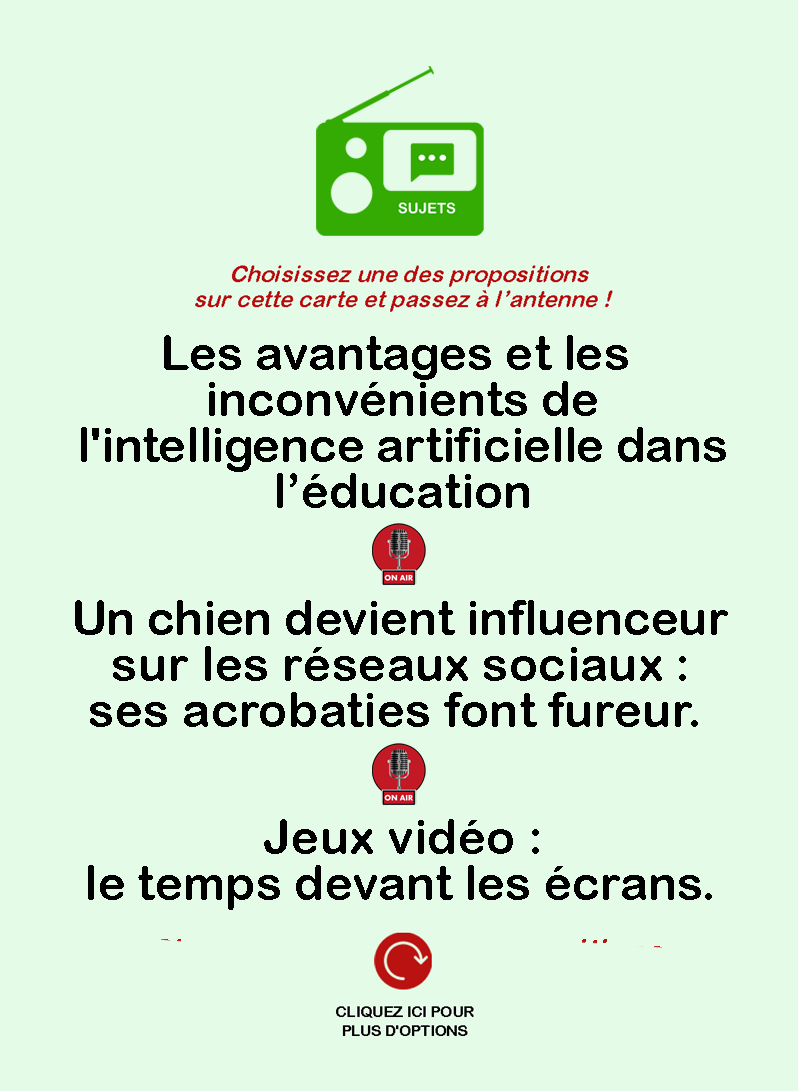 SUJETS
Choisissez une des propositions
sur cette carte et passez à l’antenne !
Les avantages et les
inconvénients de
l'intelligence artificielle dans
l’éducation
ON AIR
Un chien devient influenceur
sur les réseaux sociaux :
ses acrobaties font fureur.
ON AIR
Jeux vidéo :
le temps devant les écrans.
CLIQUEZ ICI POUR
PLUS D'OPTIONS